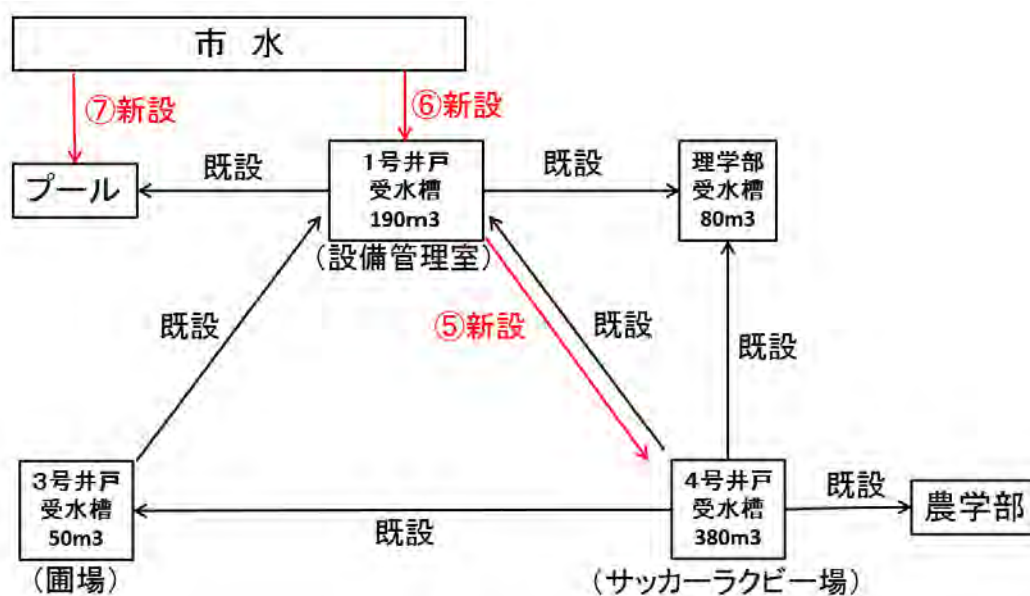 市 水
⑦新設
⑥新設
プール
既設
1号井戸
受水槽
190m3
既設
理学部
受水槽
80m3
(設備管理室)
既設
⑤新設
既設
既設
3号井戸
受水槽
50m3
既設
4号井戸
受水槽
380m3
既設
農学部
(圃場)
(サッカーラクビー場)